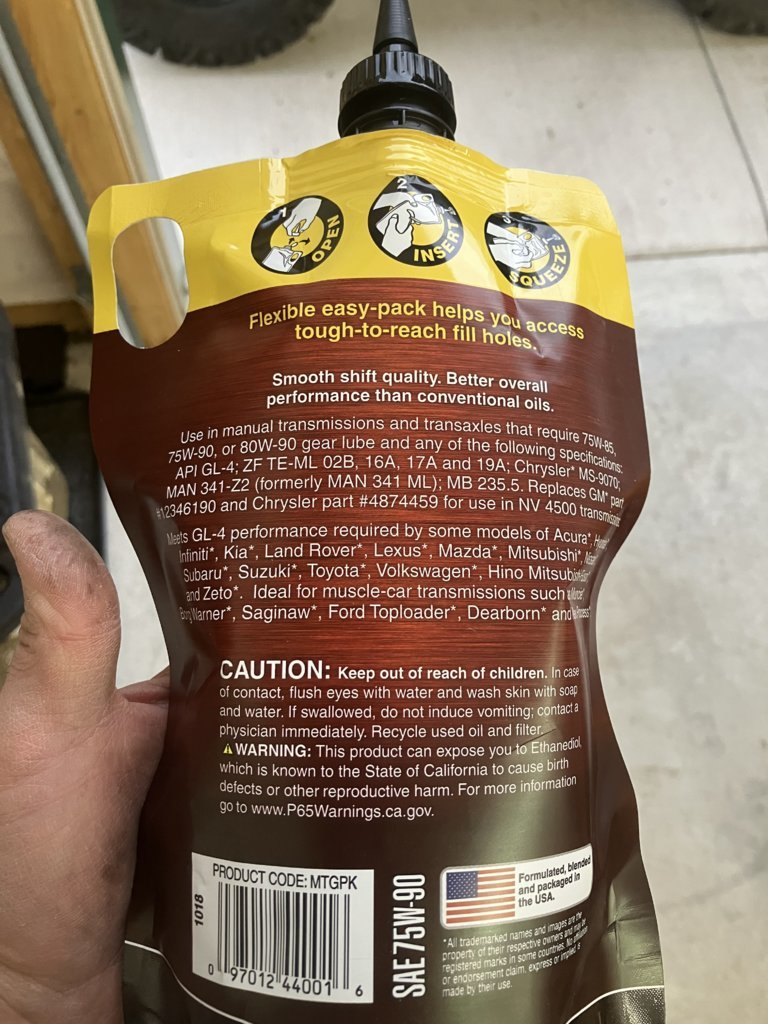 1
OPEN
2
INSERT
3
SQUEEZE
Flexible easy-pack helps you access
tough-to-reach fill holes.
Smooth shift quality. Better overall
performance than conventional oils.
Use in manual transmissions and transaxles that require 75W-85,
75W-90, or 80W-90 gear lube and any of the following specifications:
API GL-4; ZF TE-ML 02B, 16A, 17A and 19A; Chrysler* MS-9070;
MAN 341-Z2 (formerly MAN 341 ML); MB 235.5. Replaces GM* part
#12346190 and Chrysler part #4874459 for use in NV 4500
Meets GL-4 performance required by some models of Acura*,
Infiniti*, Kia*, Land Rover*, Lexus*, Mazda*, Mitsubishi*,
Subaru*, Suzuki*, Toyota*, Volkswagen*, Hino
and Zeto*. Ideal for muscle-car transmissions such
Borg Warner*, Saginaw*, Ford Toploader*, Dearborn* and
CAUTION: Keep out of reach of children. In case
of contact, flush eyes with water and wash skin with soap
and water. If swallowed, do not induce vomiting; contact a
physician immediately. Recycle used oil and filter.
⚠ WARNING: This product can expose you to Ethanediol,
which is known to the State of California to cause birth
defects or other reproductive harm. For more information
go to www.P65Warnings.ca.gov.
PRODUCT CODE: MTGPK
1018
0 97012 44001 6
SAE 75W-90
Formulated, blended
and packaged in
the USA.
*All trademarked names and images are the
property of their respective owners and may be
registered marks in some countries. No affiliation
or endorsement claim, express or implied is
made by their use.